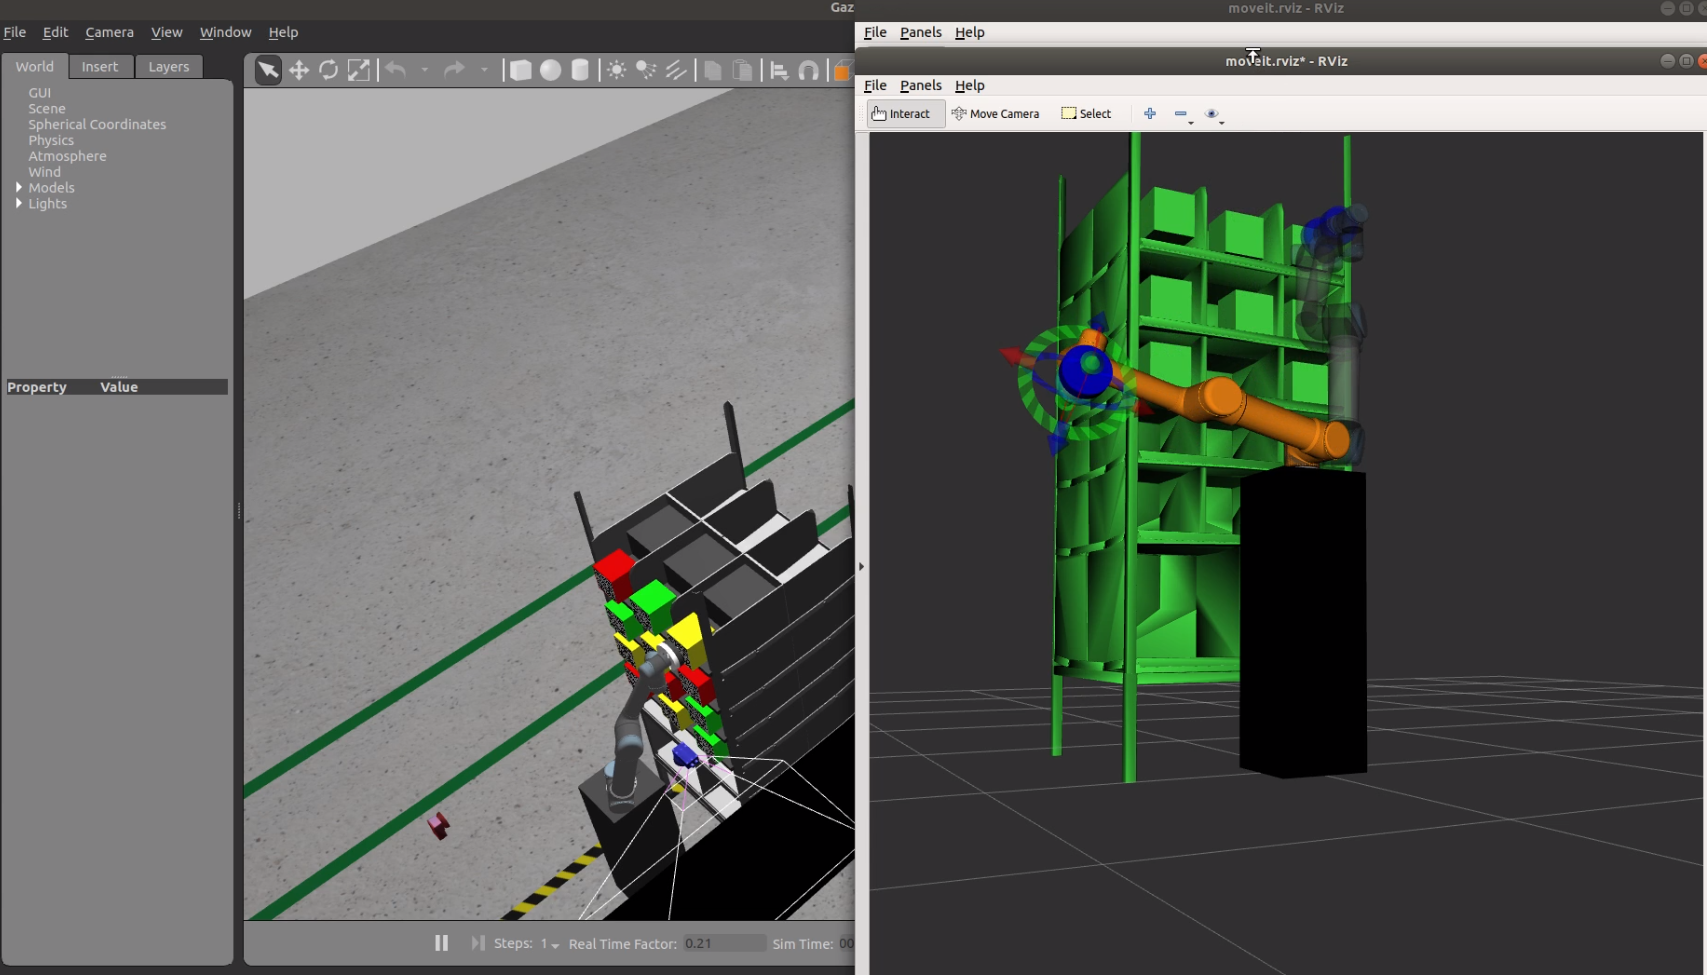 Gaz
File Edit Camera View Window Help
World Insert Layers
GUI
Scene
Spherical Coordinates
Physics
Atmosphere
Wind
Models
Lights
Property Value
Steps: 1 Real Time Factor: 0.21 Sim Time: 00
moveit.rviz - RViz
File Panels Help
moveit.rviz* - RViz
File Panels Help
Interact Move Camera Select